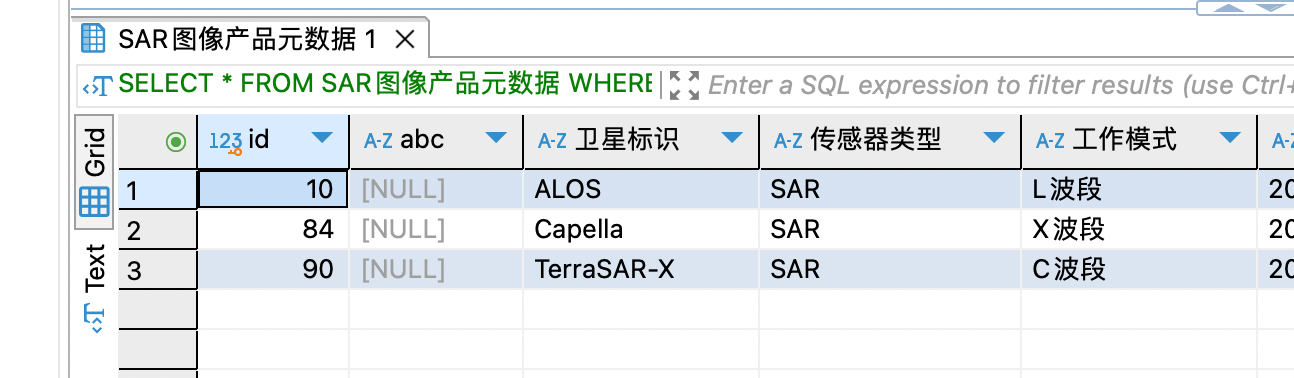 SAR图像产品元数据 1
SELECT * FROM SAR图像产品元数据 WHERE Enter a SQL expression to filter results (use Ctrl+
Grid
Text
123 id A-Z abc A-Z 卫星标识 A-Z 传感器类型 A-Z 工作模式 A-Z
1 10 [NULL] ALOS SAR L波段 20
2 84 [NULL] Capella SAR X波段 20
3 90 [NULL] TerraSAR-X SAR C波段 20